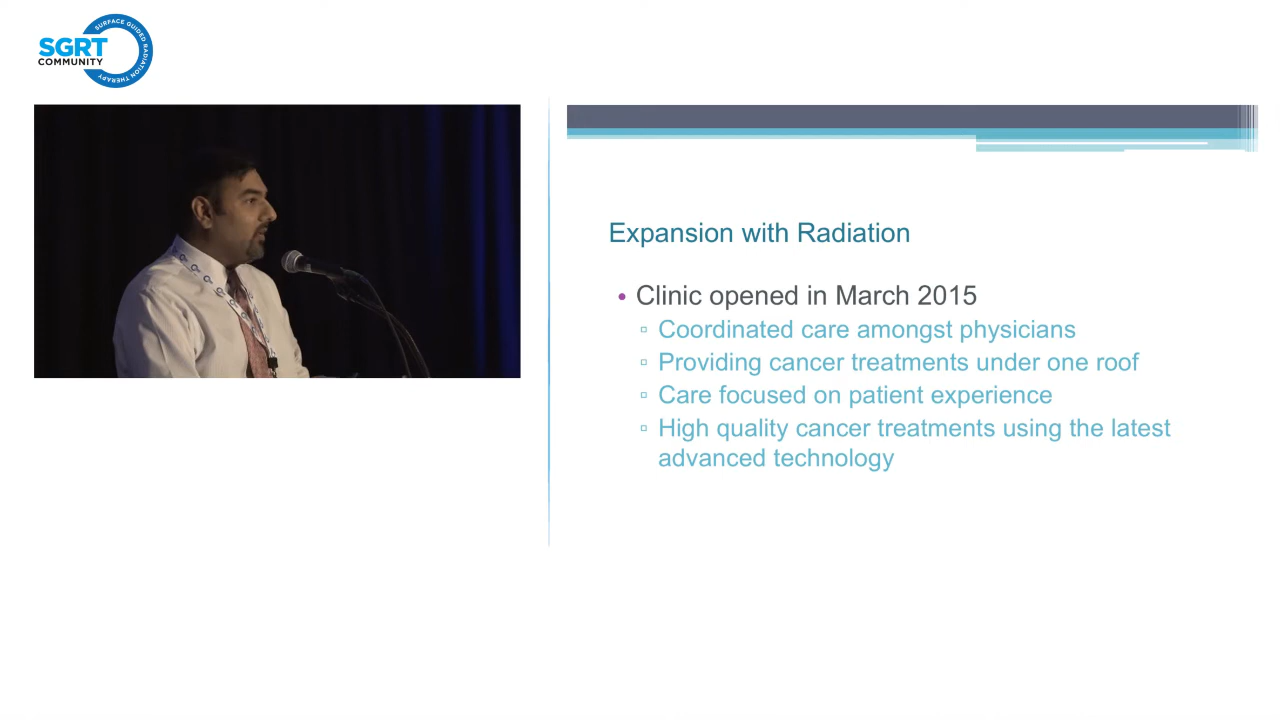 SURFACE GUIDED RADIATION THERAPY
SGRT
COMMUNITY
Expansion with Radiation
• Clinic opened in March 2015
▫ Coordinated care amongst physicians
▫ Providing cancer treatments under one roof
▫ Care focused on patient experience
▫ High quality cancer treatments using the latest
advanced technology